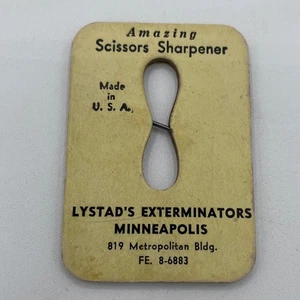 Amazing
Scissors Sharpener
Made
in
U. S. A.
LYSTAD'S EXTERMINATORS
MINNEAPOLIS
819 Metropolitan Bldg.
FE. 8-6883